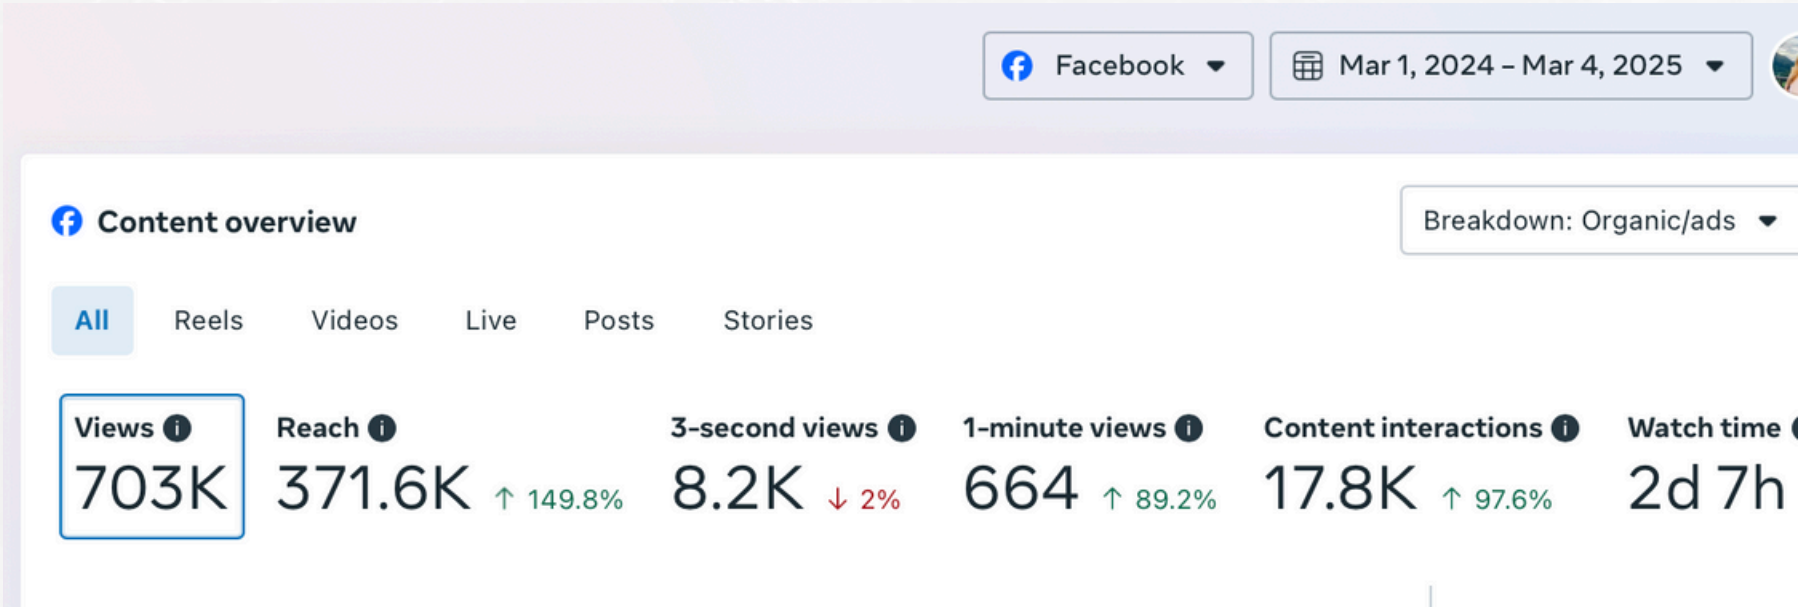 Facebook
Mar 1, 2024 – Mar 4, 2025
Content overview
Breakdown: Organic/ads
All Reels Videos Live Posts Stories
Views Reach 3-second views 1-minute views Content interactions Watch time
703K 371.6K ↑ 149.8% 8.2K ↓ 2% 664 ↑ 89.2% 17.8K ↑ 97.6% 2d 7h